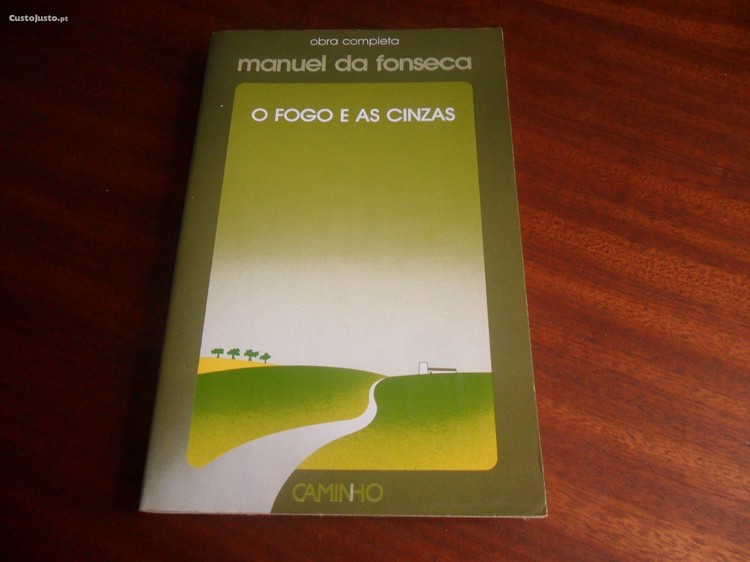 CustoJusto.pt
obra completa
manuel da fonseca
O FOGO E AS CINZAS
CAMINHO